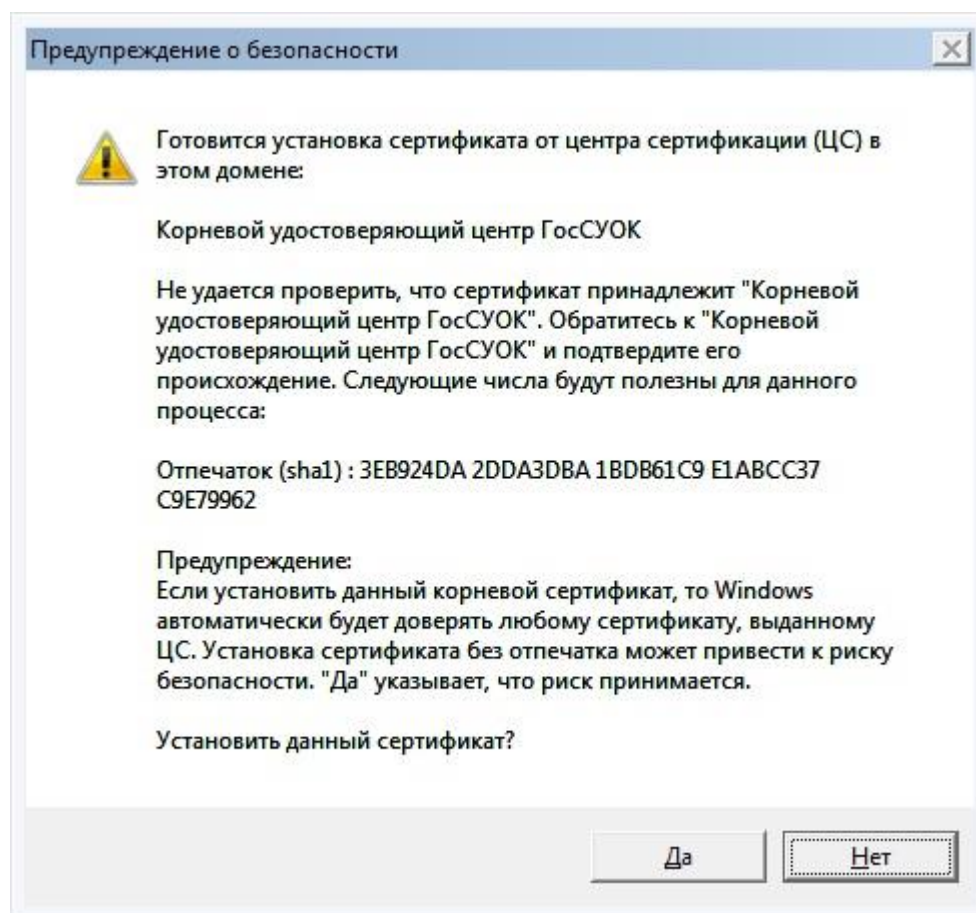 Предупреждение о безопасности
Готовится установка сертификата от центра сертификации (ЦС) в
этом домене:
Корневой удостоверяющий центр ГосСУОК
Не удается проверить, что сертификат принадлежит "Корневой
удостоверяющий центр ГосСУОК". Обратитесь к "Корневой
удостоверяющий центр ГосСУОК" и подтвердите его
происхождение. Следующие числа будут полезны для данного
процесса:
Отпечаток (sha1) : 3EB924DA 2DDA3DBA 1BDB61C9 E1ABCC37
C9E79962
Предупреждение:
Если установить данный корневой сертификат, то Windows
автоматически будет доверять любому сертификату, выданному
ЦС. Установка сертификата без отпечатка может привести к риску
безопасности. "Да" указывает, что риск принимается.
Установить данный сертификат?
Да Нет